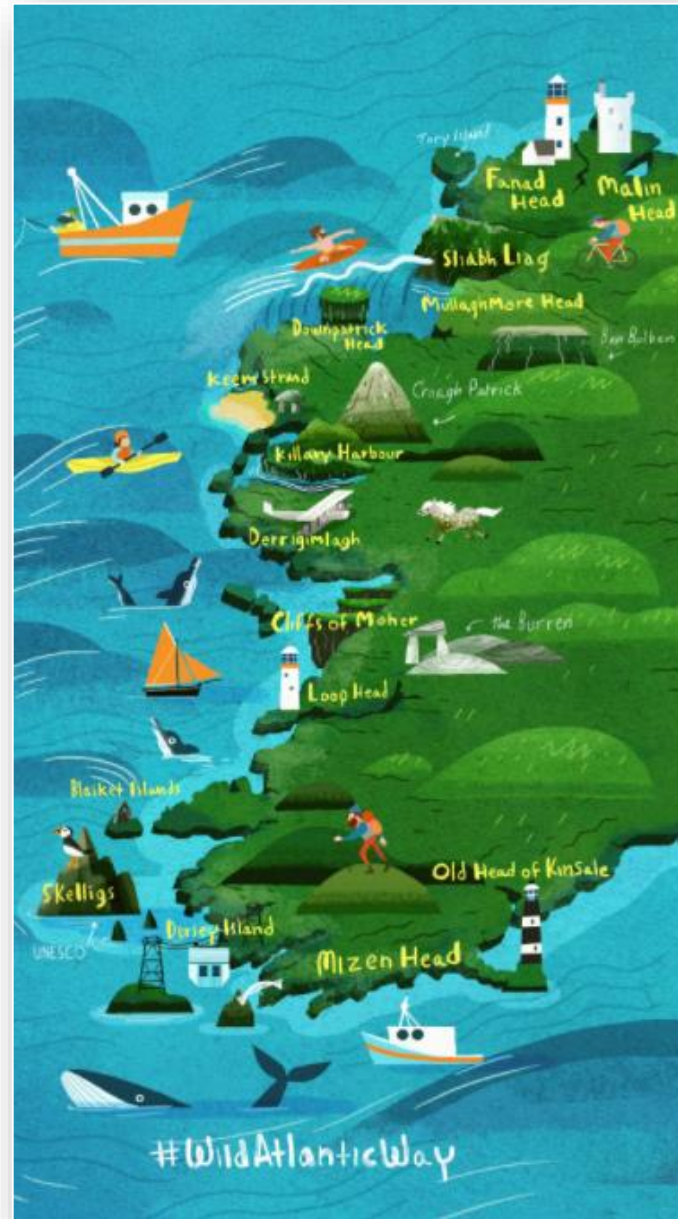 Tory Island
Fanad
Head
Malin
Head
Sliabh Liag
Mullaghmore Head
Downpatrick
Head
Ben Bulben
Keem Strand
Croagh Patrick
Killary Harbour
Derrigimlagh
Cliffs of Moher
the Burren
Loop Head
Blasket Islands
Skelligs
Old Head of Kinsale
UNESCO
Dursey Island
Mizen Head
#WildAtlanticWay